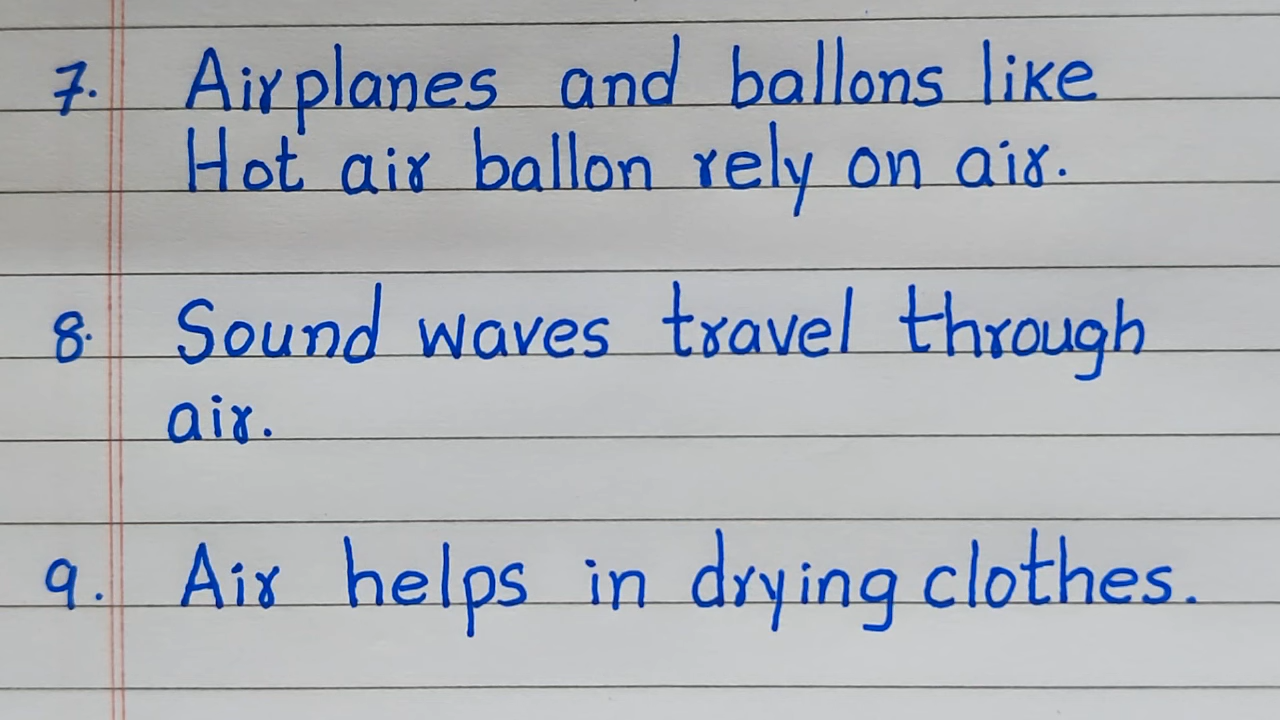 7. Airplanes and ballons like
Hot air ballon rely on air.
8. Sound waves travel through
air.
9. Air helps in drying clothes.